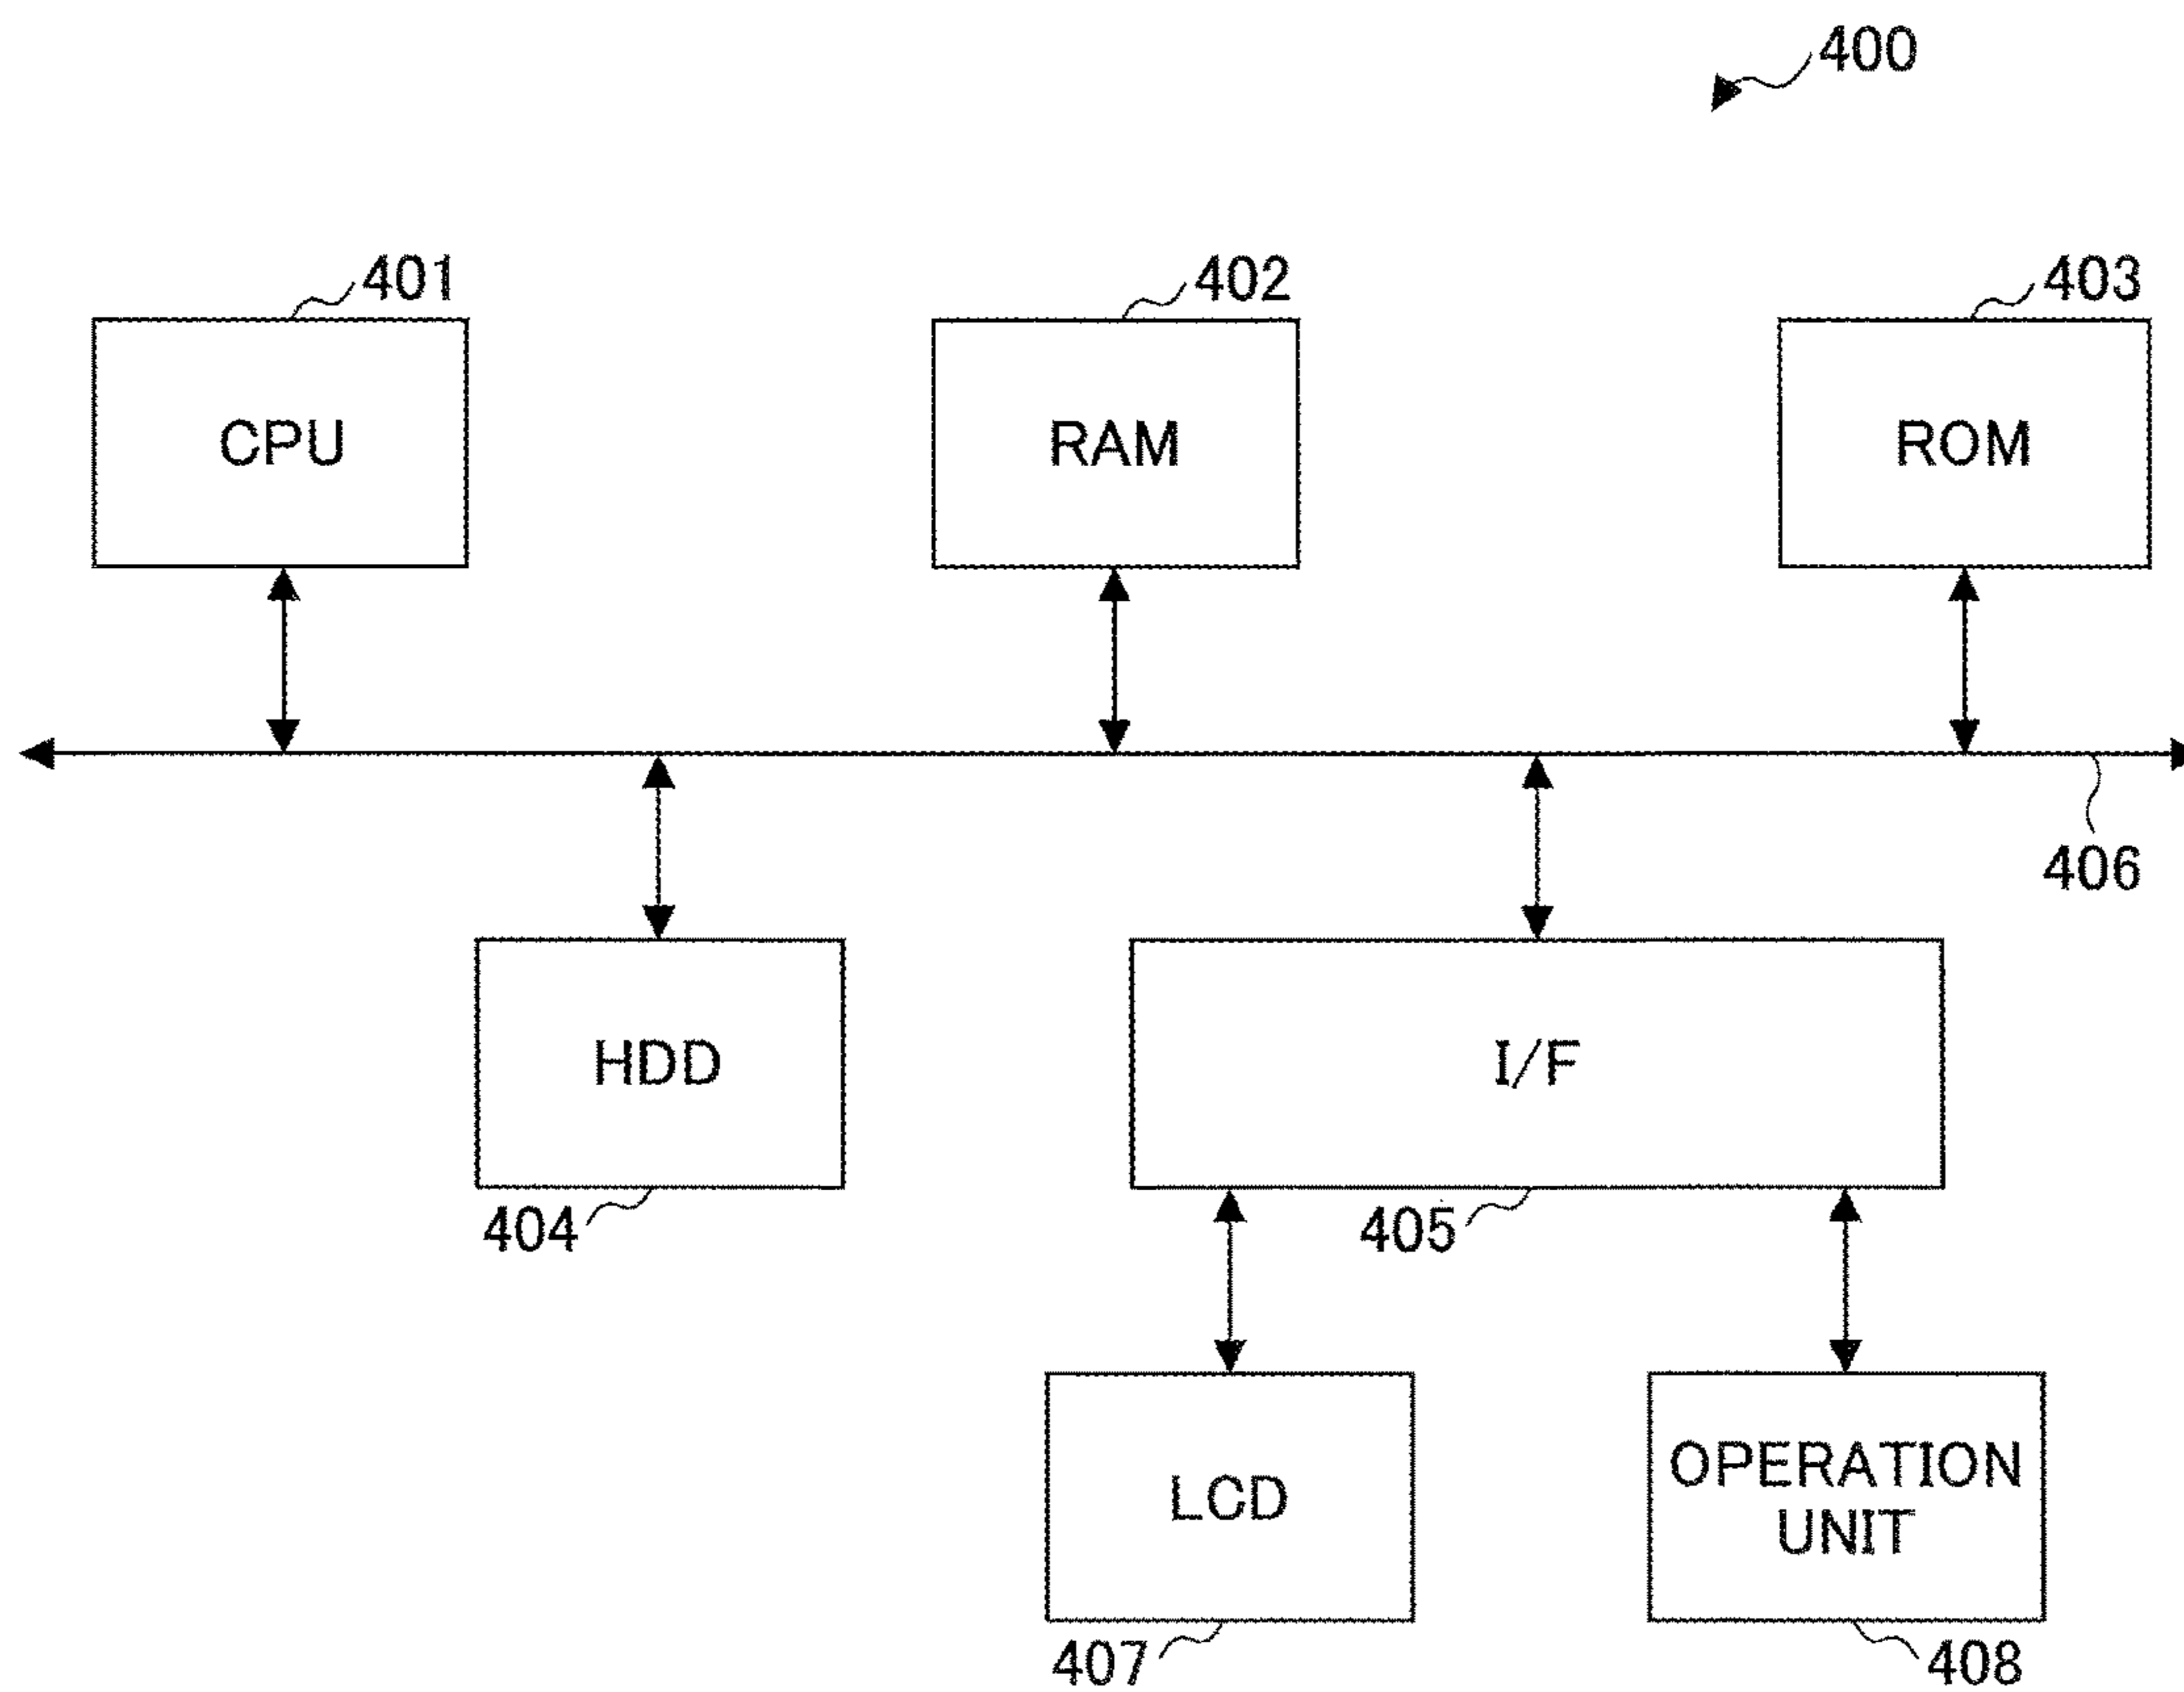 400
401
402
403
CPU
RAM
ROM
406
HDD
I/F
404
405
LCD
OPERATION
UNIT
407
408